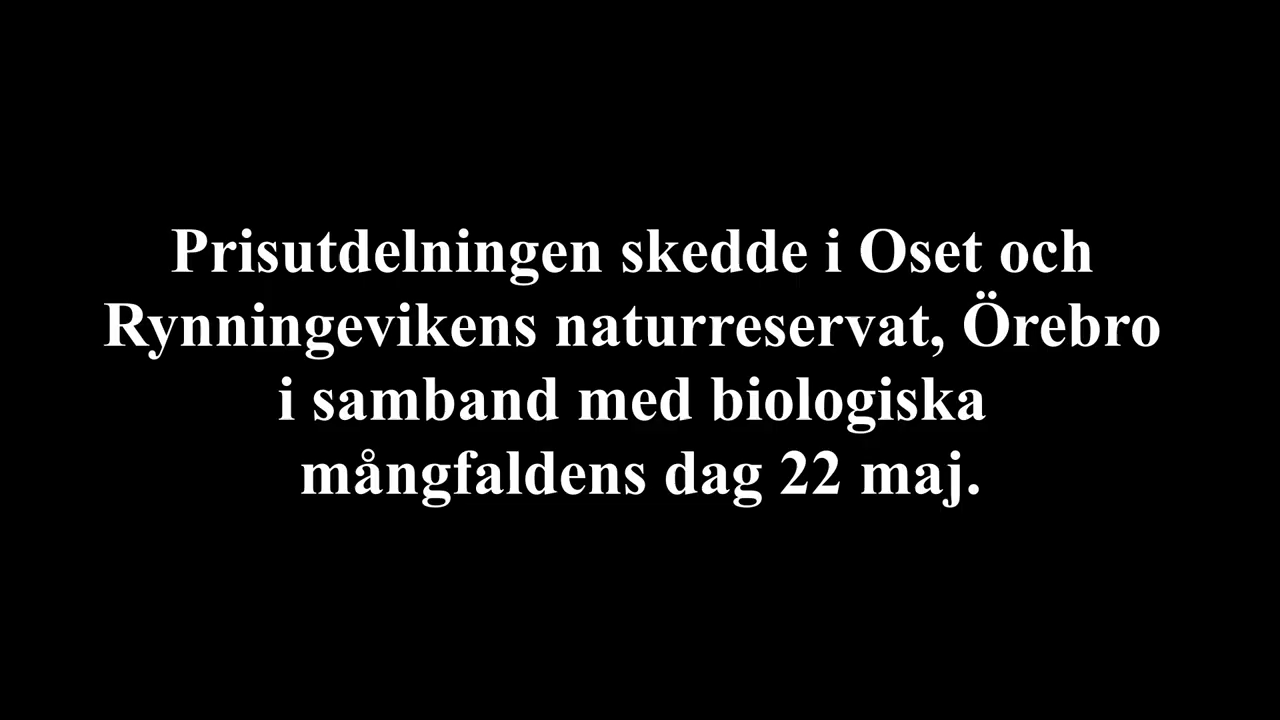 Prisutdelningen skedde i Oset och
Rynningevikens naturreservat, Örebro
i samband med biologiska
mångfaldens dag 22 maj.